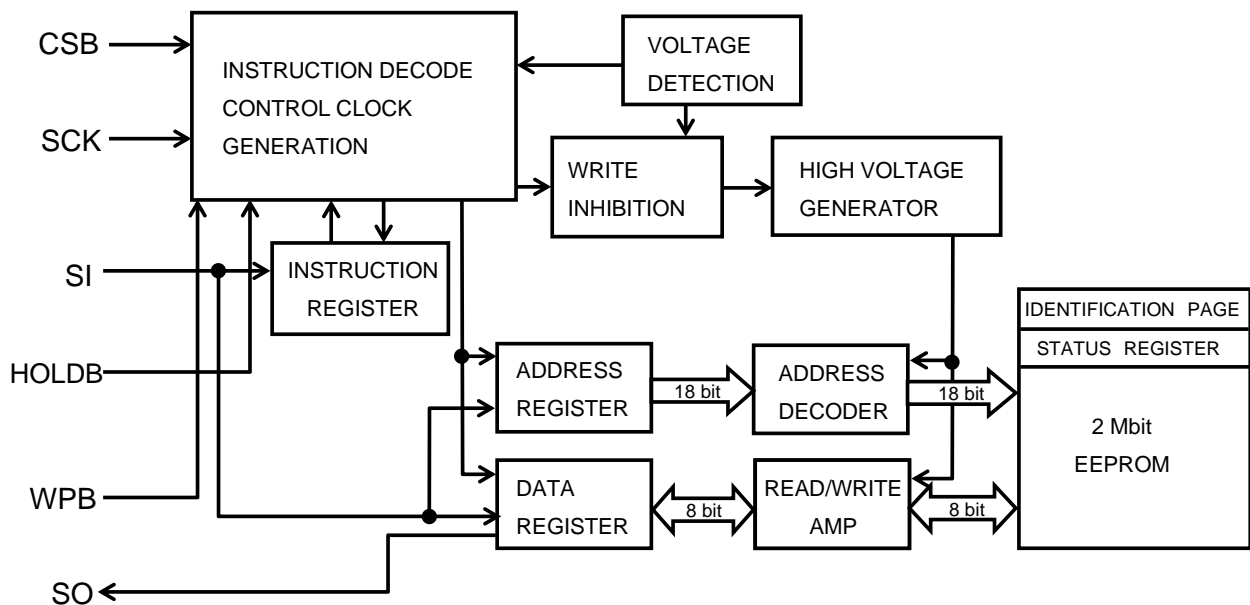 CSB
SCK
SI
HOLDB
WPB
SO
INSTRUCTION DECODE
CONTROL CLOCK
GENERATION
VOLTAGE
DETECTION
WRITE
INHIBITION
HIGH VOLTAGE
GENERATOR
INSTRUCTION
REGISTER
ADDRESS
REGISTER
18 bit
ADDRESS
DECODER
18 bit
DATA
REGISTER
8 bit
READ/WRITE
AMP
8 bit
IDENTIFICATION PAGE
STATUS REGISTER
2 Mbit
EEPROM